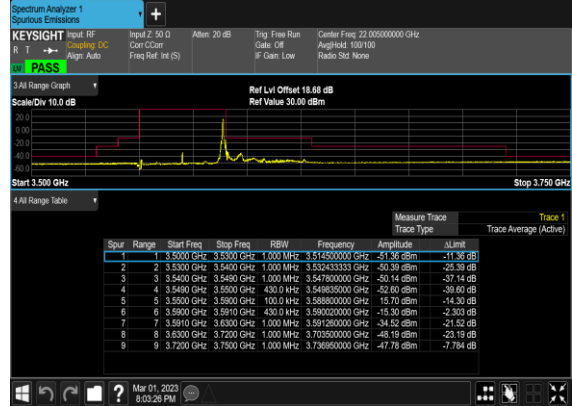 Spectrum Analyzer 1
Spurious Emissions
+
KEYSIGHT Input: RF Input Z: 50 Ω Atten: 20 dB Trig: Free Run Center Freq: 22.005000000 GHz
R T Coupling: DC Corr CCorr Gate: Off Avg|Hold: 100/100
Align: Auto Freq Ref: Int (S) IF Gain: Low Radio Std: None
PASS
3 All Range Graph Ref Lvl Offset 18.68 dB
Scale/Div 10.0 dB Ref Value 30.00 dBm
20.0
0.00
-20.0
-40.0
-60.0
Start 3.500 GHz Stop 3.750 GHz
4 All Range Table
Measure Trace Trace 1
Trace Type Trace Average (Active)
Spur Range Start Freq Stop Freq RBW Frequency Amplitude ΔLimit
1 1 3.5000 GHz 3.5300 GHz 1.000 MHz 3.514500000 GHz -51.36 dBm -11.36 dB
2 2 3.5300 GHz 3.5400 GHz 1.000 MHz 3.532433333 GHz -50.39 dBm -25.39 dB
3 3 3.5400 GHz 3.5490 GHz 1.000 MHz 3.547800000 GHz -50.14 dBm -37.14 dB
4 4 3.5490 GHz 3.5500 GHz 430.0 kHz 3.549835000 GHz -52.60 dBm -39.60 dB
5 5 3.5500 GHz 3.5900 GHz 100.0 kHz 3.588800000 GHz 15.70 dBm -14.30 dB
6 6 3.5900 GHz 3.5910 GHz 430.0 kHz 3.590020000 GHz -15.30 dBm -2.303 dB
7 7 3.5910 GHz 3.6300 GHz 1.000 MHz 3.591260000 GHz -34.52 dBm -21.52 dB
8 8 3.6300 GHz 3.7200 GHz 1.000 MHz 3.703500000 GHz -48.19 dBm -23.19 dB
9 9 3.7200 GHz 3.7500 GHz 1.000 MHz 3.736950000 GHz -47.78 dBm -7.784 dB
? Mar 01, 2023
8:03:26 PM